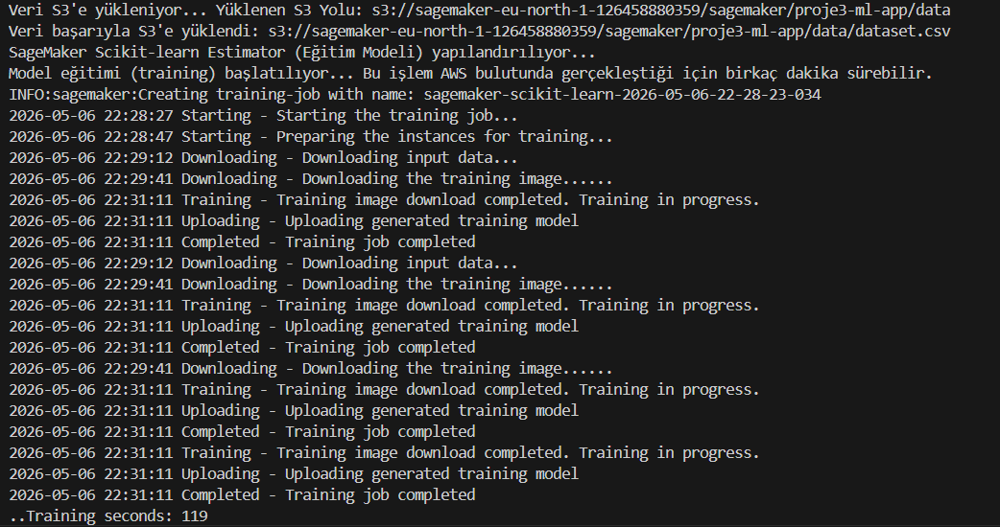 Veri S3'e yükleniyor... Yüklenen S3 Yolu: s3://sagemaker-eu-north-1-126458880359/sagemaker/proje3-ml-app/data
Veri başarıyla S3'e yüklendi: s3://sagemaker-eu-north-1-126458880359/sagemaker/proje3-ml-app/data/dataset.csv
SageMaker Scikit-learn Estimator (Eğitim Modeli) yapılandırılıyor...
Model eğitimi (training) başlatılıyor... Bu işlem AWS bulutunda gerçekleştiği için birkaç dakika sürebilir.
INFO:sagemaker:Creating training-job with name: sagemaker-scikit-learn-2026-05-06-22-28-23-034
2026-05-06 22:28:27 Starting - Starting the training job...
2026-05-06 22:28:47 Starting - Preparing the instances for training...
2026-05-06 22:29:12 Downloading - Downloading input data...
2026-05-06 22:29:41 Downloading - Downloading the training image......
2026-05-06 22:31:11 Training - Training image download completed. Training in progress.
2026-05-06 22:31:11 Uploading - Uploading generated training model
2026-05-06 22:31:11 Completed - Training job completed
2026-05-06 22:29:12 Downloading - Downloading input data...
2026-05-06 22:29:41 Downloading - Downloading the training image......
2026-05-06 22:31:11 Training - Training image download completed. Training in progress.
2026-05-06 22:31:11 Uploading - Uploading generated training model
2026-05-06 22:31:11 Completed - Training job completed
2026-05-06 22:29:41 Downloading - Downloading the training image......
2026-05-06 22:31:11 Training - Training image download completed. Training in progress.
2026-05-06 22:31:11 Uploading - Uploading generated training model
2026-05-06 22:31:11 Completed - Training job completed
2026-05-06 22:31:11 Training - Training image download completed. Training in progress.
2026-05-06 22:31:11 Uploading - Uploading generated training model
2026-05-06 22:31:11 Completed - Training job completed
..Training seconds: 119